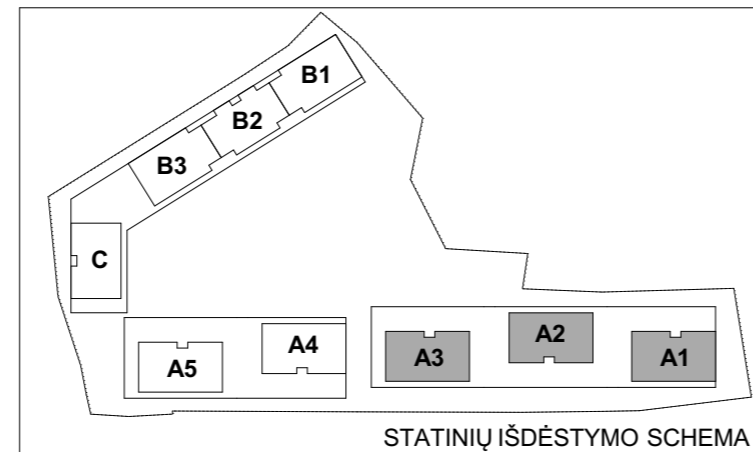 B1
B2
B3
C
A2
A4
A3
A1
A5
STATINIŲ IŠDĖSTYMO SCHEMA